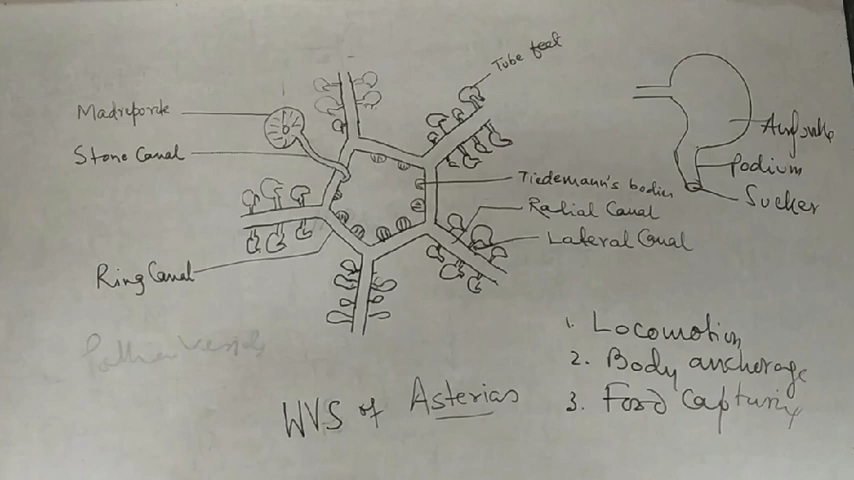 Tube feet
Madreporite
Stone Canal
Ampulla
Podium
Sucker
Tiedemann's bodies
Radial Canal
Lateral Canal
Ring Canal
1. Locomotion
2. Body anchorage
3. Food Capturing
WVS of Asterias